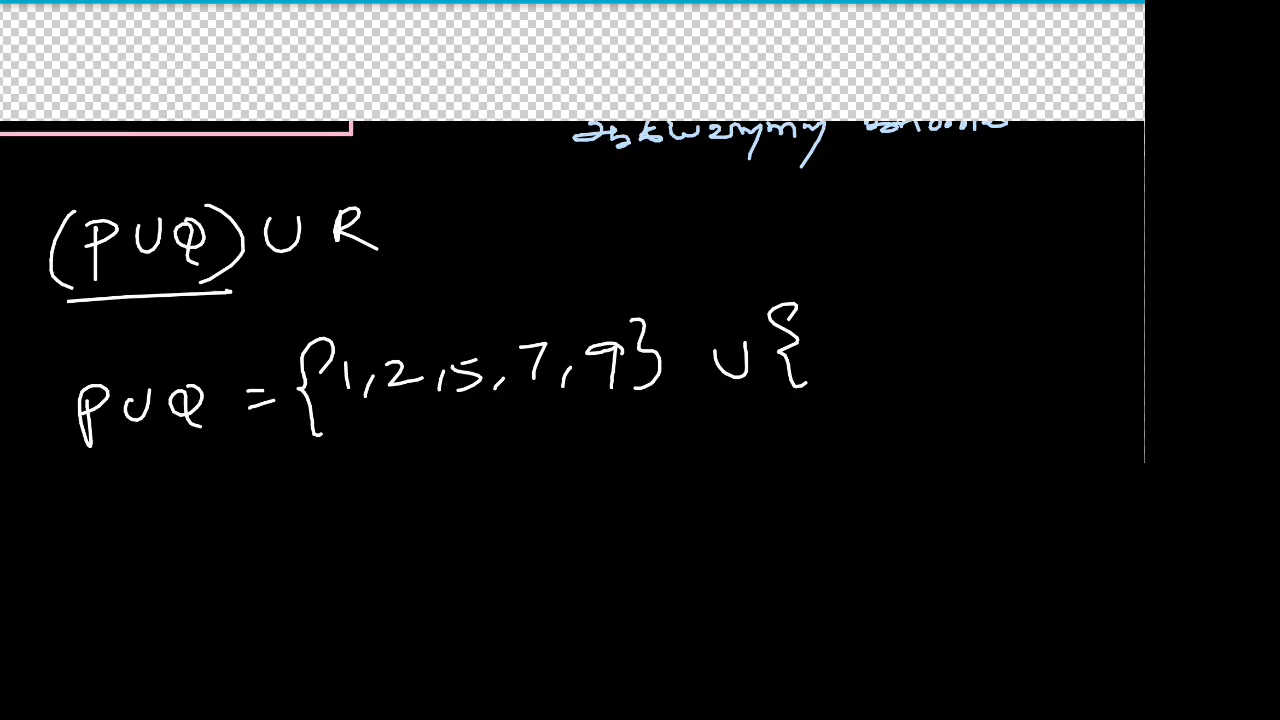 (P∪Q)∪ R
P∪Q = {1,2,5,7,9} ∪ {